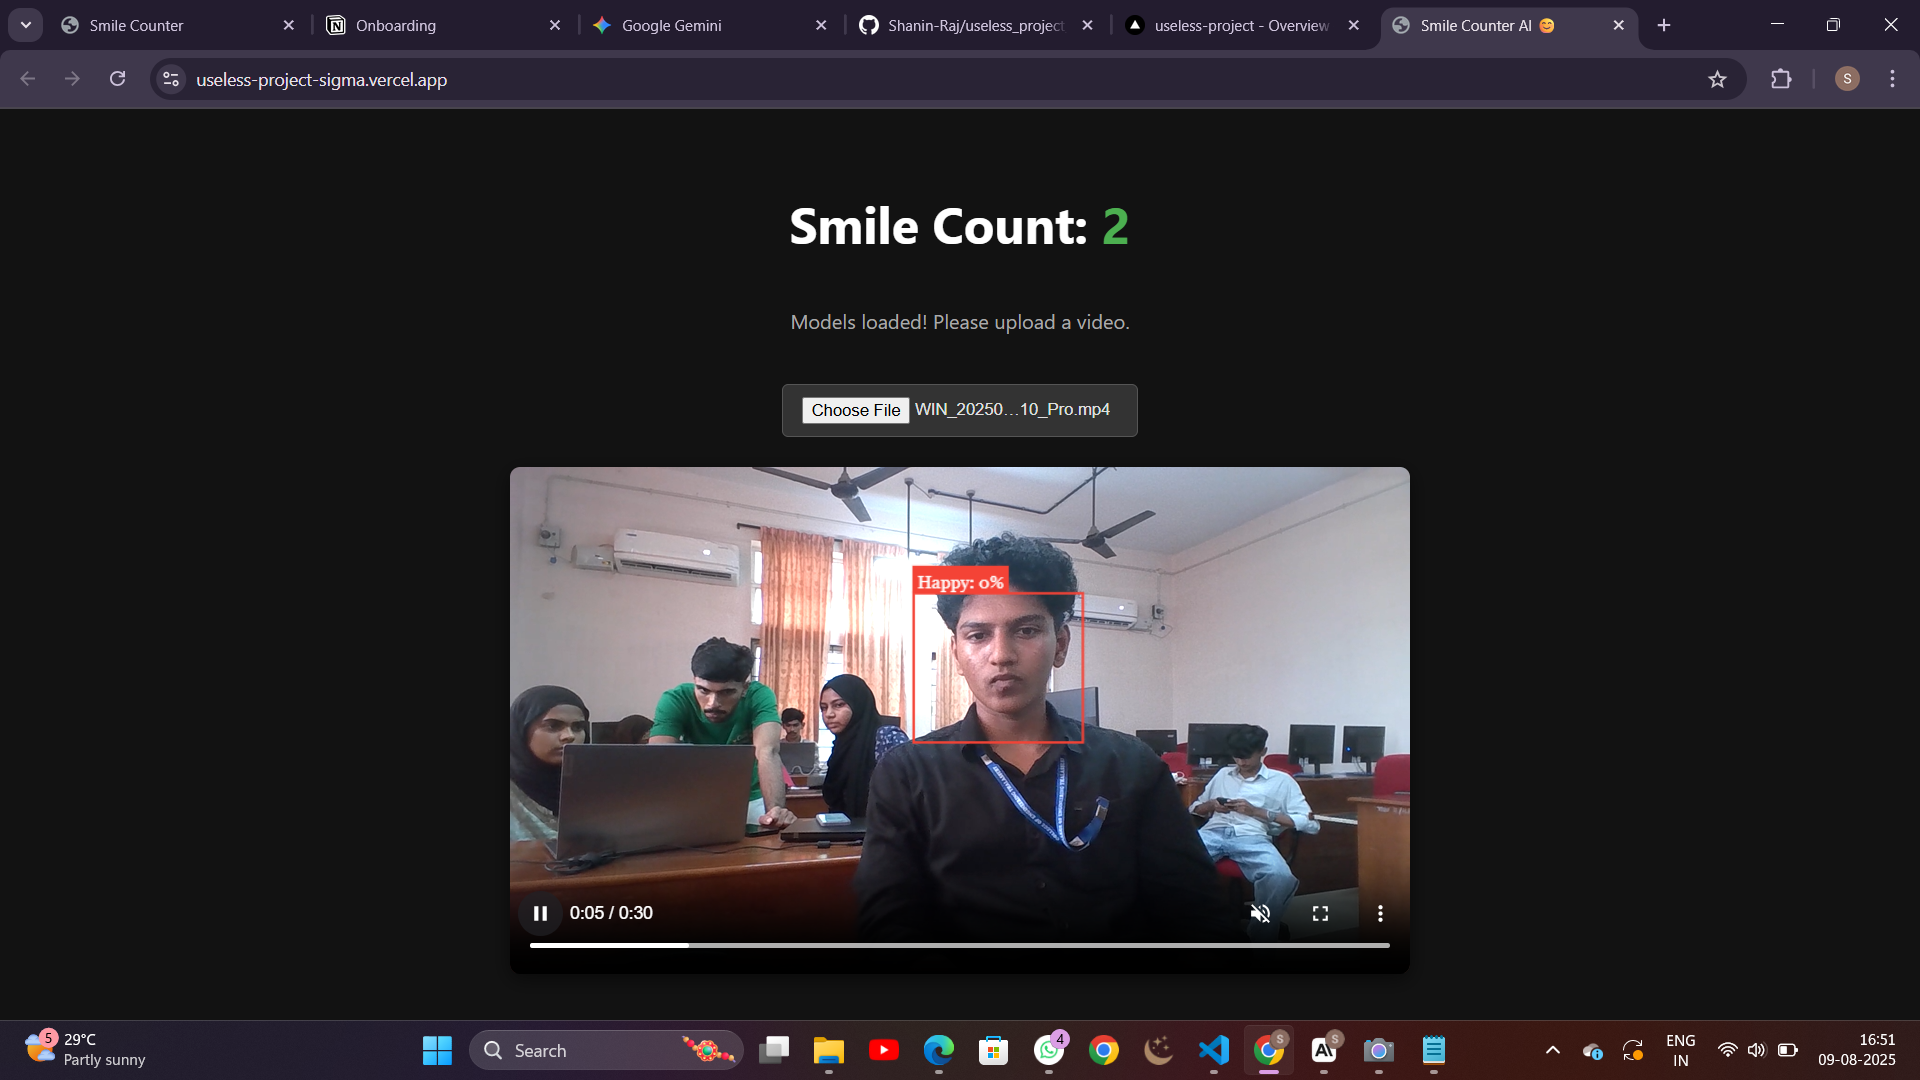 Smile Counter
Onboarding
Google Gemini
Shanin-Raj/useless_project
useless-project - Overview
Smile Counter AI 😊
useless-project-sigma.vercel.app
S
Smile Count: 2
Models loaded! Please upload a video.
Choose File WIN_20250…10_Pro.mp4
Happy: 0%
0:05 / 0:30
5
29°C
Partly sunny
Search
4
S
S
ENG
IN
16:51
09-08-2025